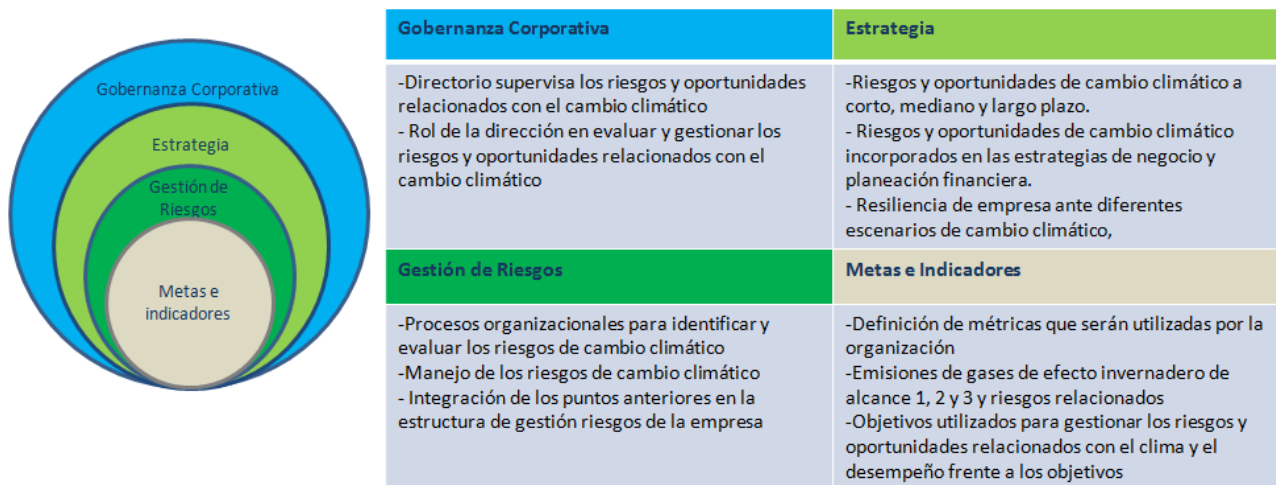 Gobernanza Corporativa
Estrategia
Gestión de
Riesgos
Metas e
indicadores
Gobernanza Corporativa
-Directorio supervisa los riesgos y oportunidades
relacionados con el cambio climático
- Rol de la dirección en evaluar y gestionar los
riesgos y oportunidades relacionados con el
cambio climático
Estrategia
-Riesgos y oportunidades de cambio climático a
corto, mediano y largo plazo.
- Riesgos y oportunidades de cambio climático
incorporados en las estrategias de negocio y
planeación financiera.
- Resiliencia de empresa ante diferentes
escenarios de cambio climático,
Gestión de Riesgos
-Procesos organizacionales para identificar y
evaluar los riesgos de cambio climático
-Manejo de los riesgos de cambio climático
- Integración de los puntos anteriores en la
estructura de gestión riesgos de la empresa
Metas e Indicadores
-Definición de métricas que serán utilizadas por la
organización
-Emisiones de gases de efecto invernadero de
alcance 1, 2 y 3 y riesgos relacionados
-Objetivos utilizados para gestionar los riesgos y
oportunidades relacionados con el clima y el
desempeño frente a los objetivos